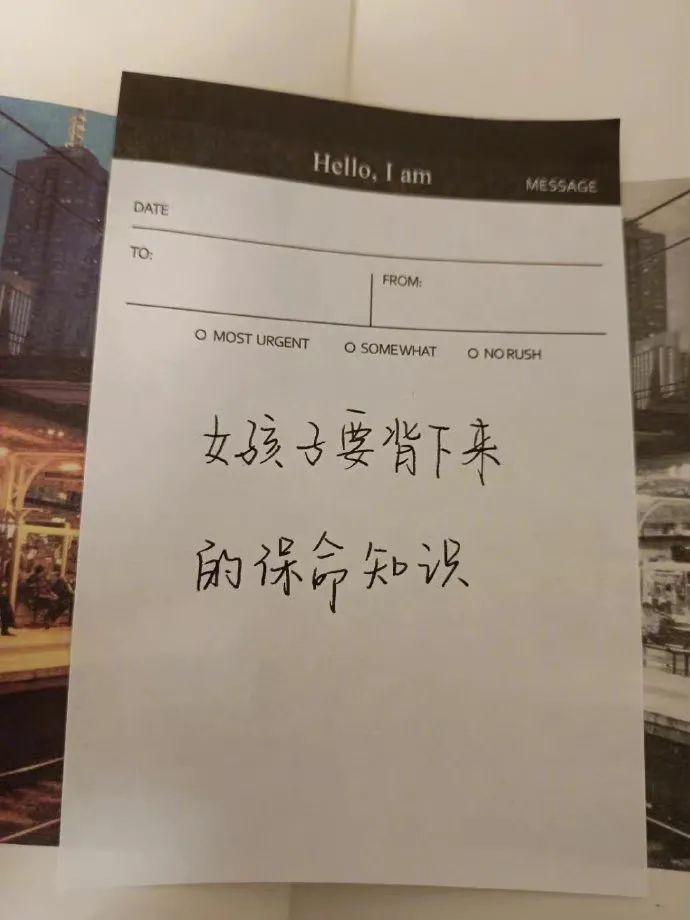 Hello, I am
MESSAGE
DATE
TO:
FROM:
O MOST URGENT O SOMEWHAT O NO RUSH
女孩子要背下来
的保命知识